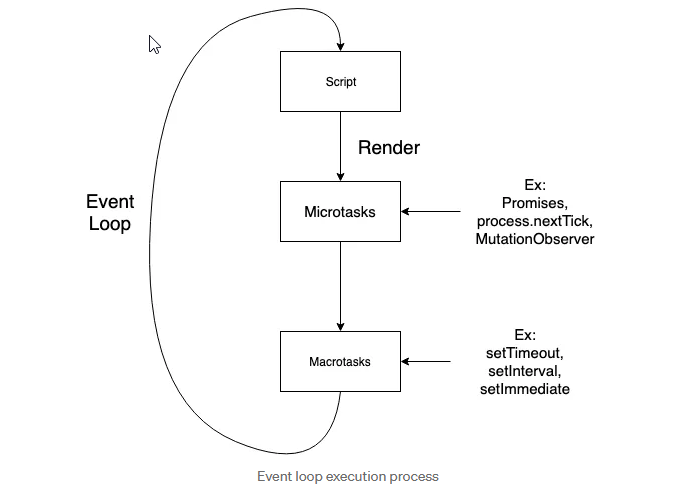 Script
Render
Event
Loop
Microtasks
Ex:
Promises,
process.nextTick,
MutationObserver
Macrotasks
Ex:
setTimeout,
setInterval,
setImmediate
Event loop execution process